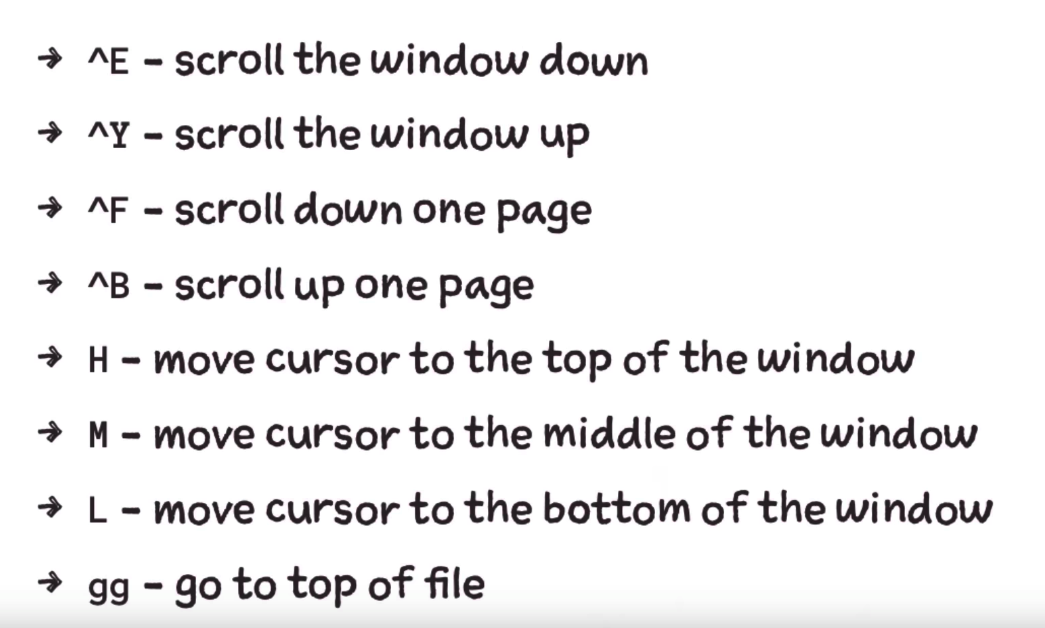 → ^E - scroll the window down
→ ^Y - scroll the window up
→ ^F - scroll down one page
→ ^B - scroll up one page
→ H - move cursor to the top of the window
→ M - move cursor to the middle of the window
→ L - move cursor to the bottom of the window
→ gg - go to top of file